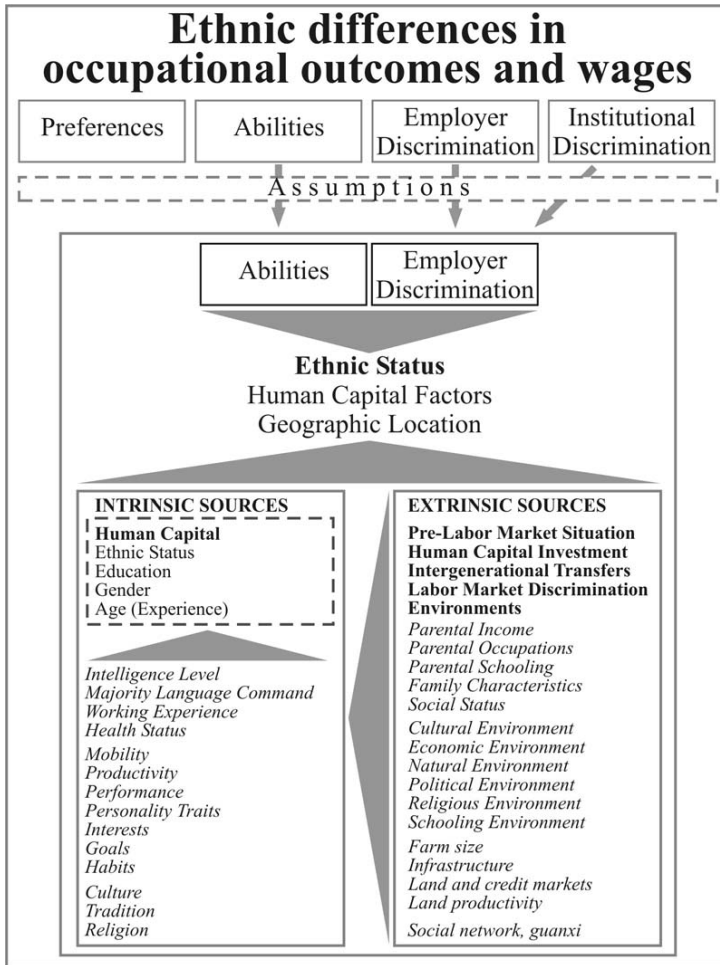 Ethnic differences in
occupational outcomes and wages
Preferences
Abilities
Employer
Discrimination
Institutional
Discrimination
Assumptions
Abilities
Employer
Discrimination
Ethnic Status
Human Capital Factors
Geographic Location
INTRINSIC SOURCES
Human Capital
Ethnic Status
Education
Gender
Age (Experience)
Intelligence Level
Majority Language Command
Working Experience
Health Status
Mobility
Productivity
Performance
Personality Traits
Interests
Goals
Habits
Culture
Tradition
Religion
EXTRINSIC SOURCES
Pre-Labor Market Situation
Human Capital Investment
Intergenerational Transfers
Labor Market Discrimination
Environments
Parental Income
Parental Occupations
Parental Schooling
Family Characteristics
Social Status
Cultural Environment
Economic Environment
Natural Environment
Political Environment
Religious Environment
Schooling Environment
Farm size
Infrastructure
Land and credit markets
Land productivity
Social network, guanxi